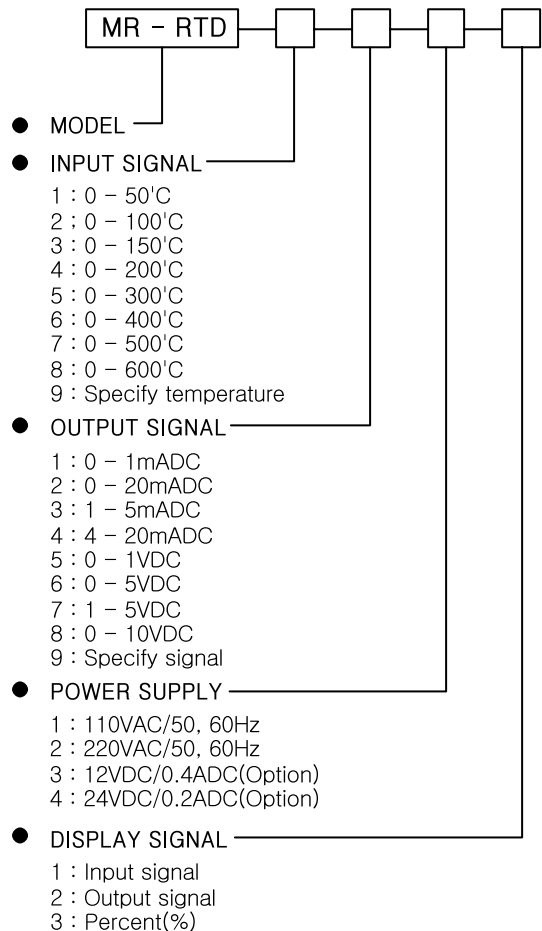 MR - RTD
● MODEL
● INPUT SIGNAL
1 : 0 - 50'C
2 ; 0 - 100'C
3 : 0 - 150'C
4 : 0 - 200'C
5 : 0 - 300'C
6 : 0 - 400'C
7 : 0 - 500'C
8 : 0 - 600'C
9 : Specify temperature
● OUTPUT SIGNAL
1 : 0 - 1mADC
2 : 0 - 20mADC
3 : 1 - 5mADC
4 : 4 - 20mADC
5 : 0 - 1VDC
6 : 0 - 5VDC
7 : 1 - 5VDC
8 : 0 - 10VDC
9 : Specify signal
● POWER SUPPLY
1 : 110VAC/50, 60Hz
2 : 220VAC/50, 60Hz
3 : 12VDC/0.4ADC(Option)
4 : 24VDC/0.2ADC(Option)
● DISPLAY SIGNAL
1 : Input signal
2 : Output signal
3 : Percent(%)